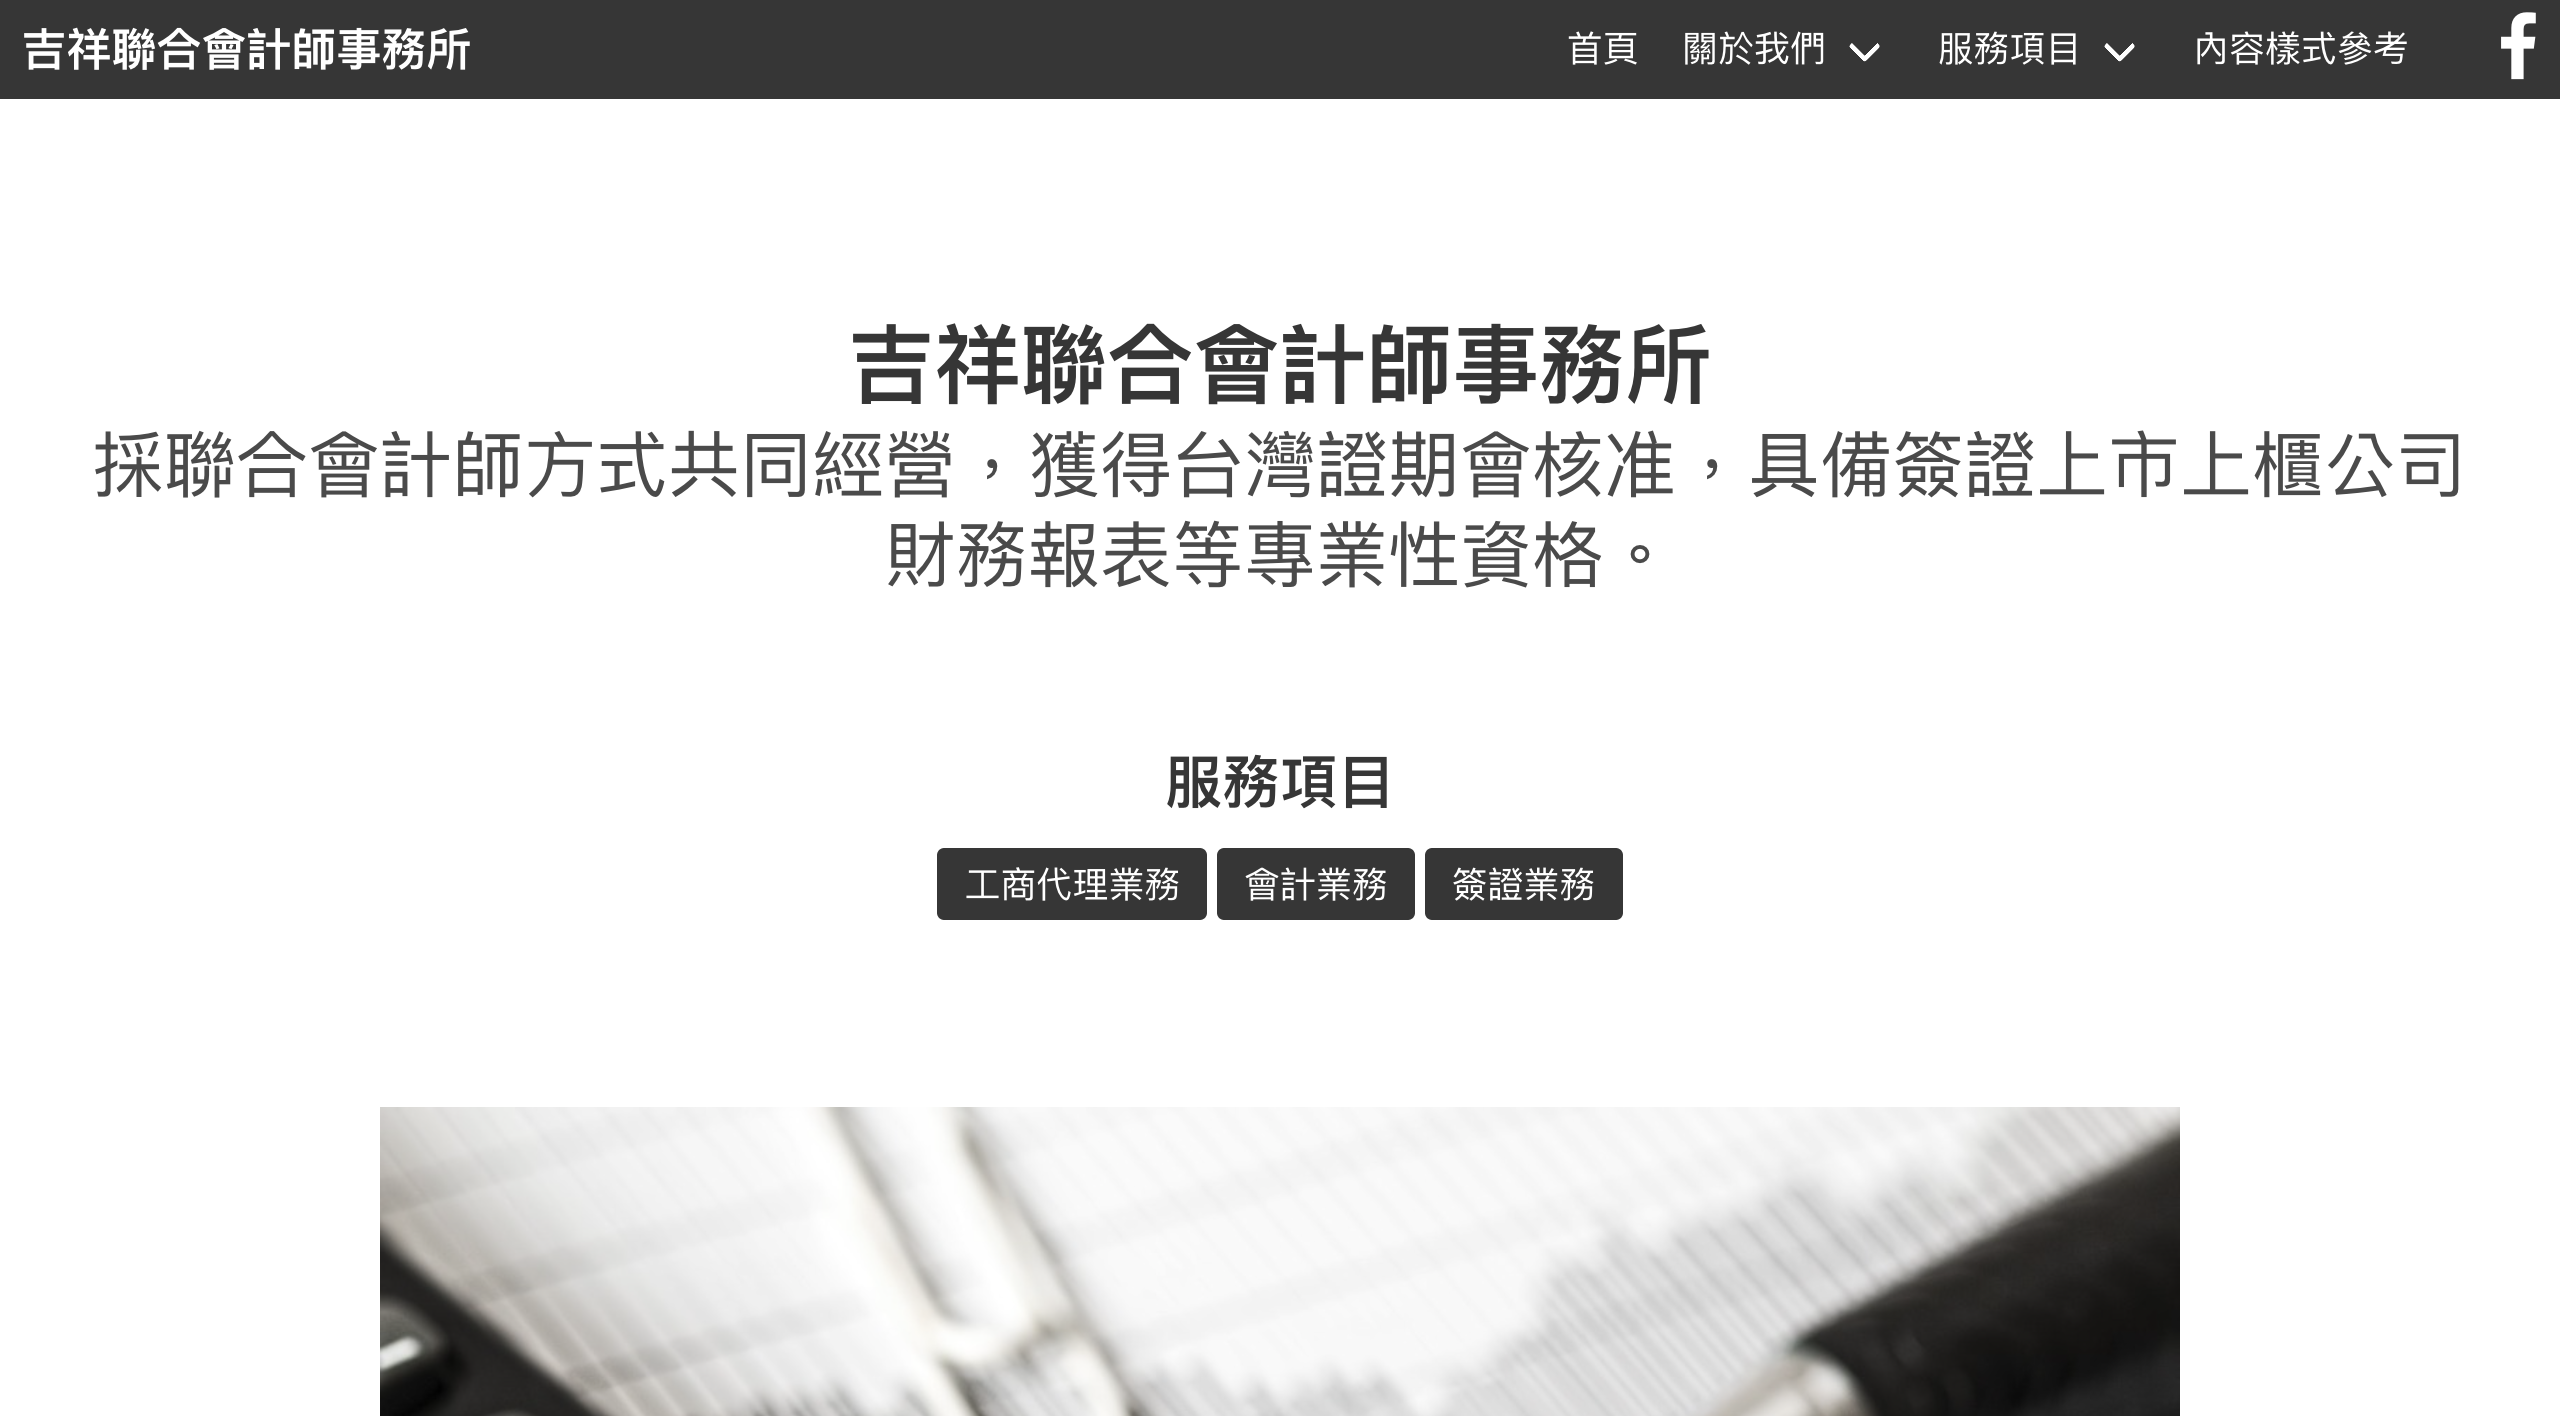 吉祥聯合會計師事務所
首頁 關於我們 服務項目 內容樣式參考
吉祥聯合會計師事務所
採聯合會計師方式共同經營，獲得台灣證期會核准，具備簽證上市上櫃公司
財務報表等專業性資格。
服務項目
工商代理業務 會計業務 簽證業務